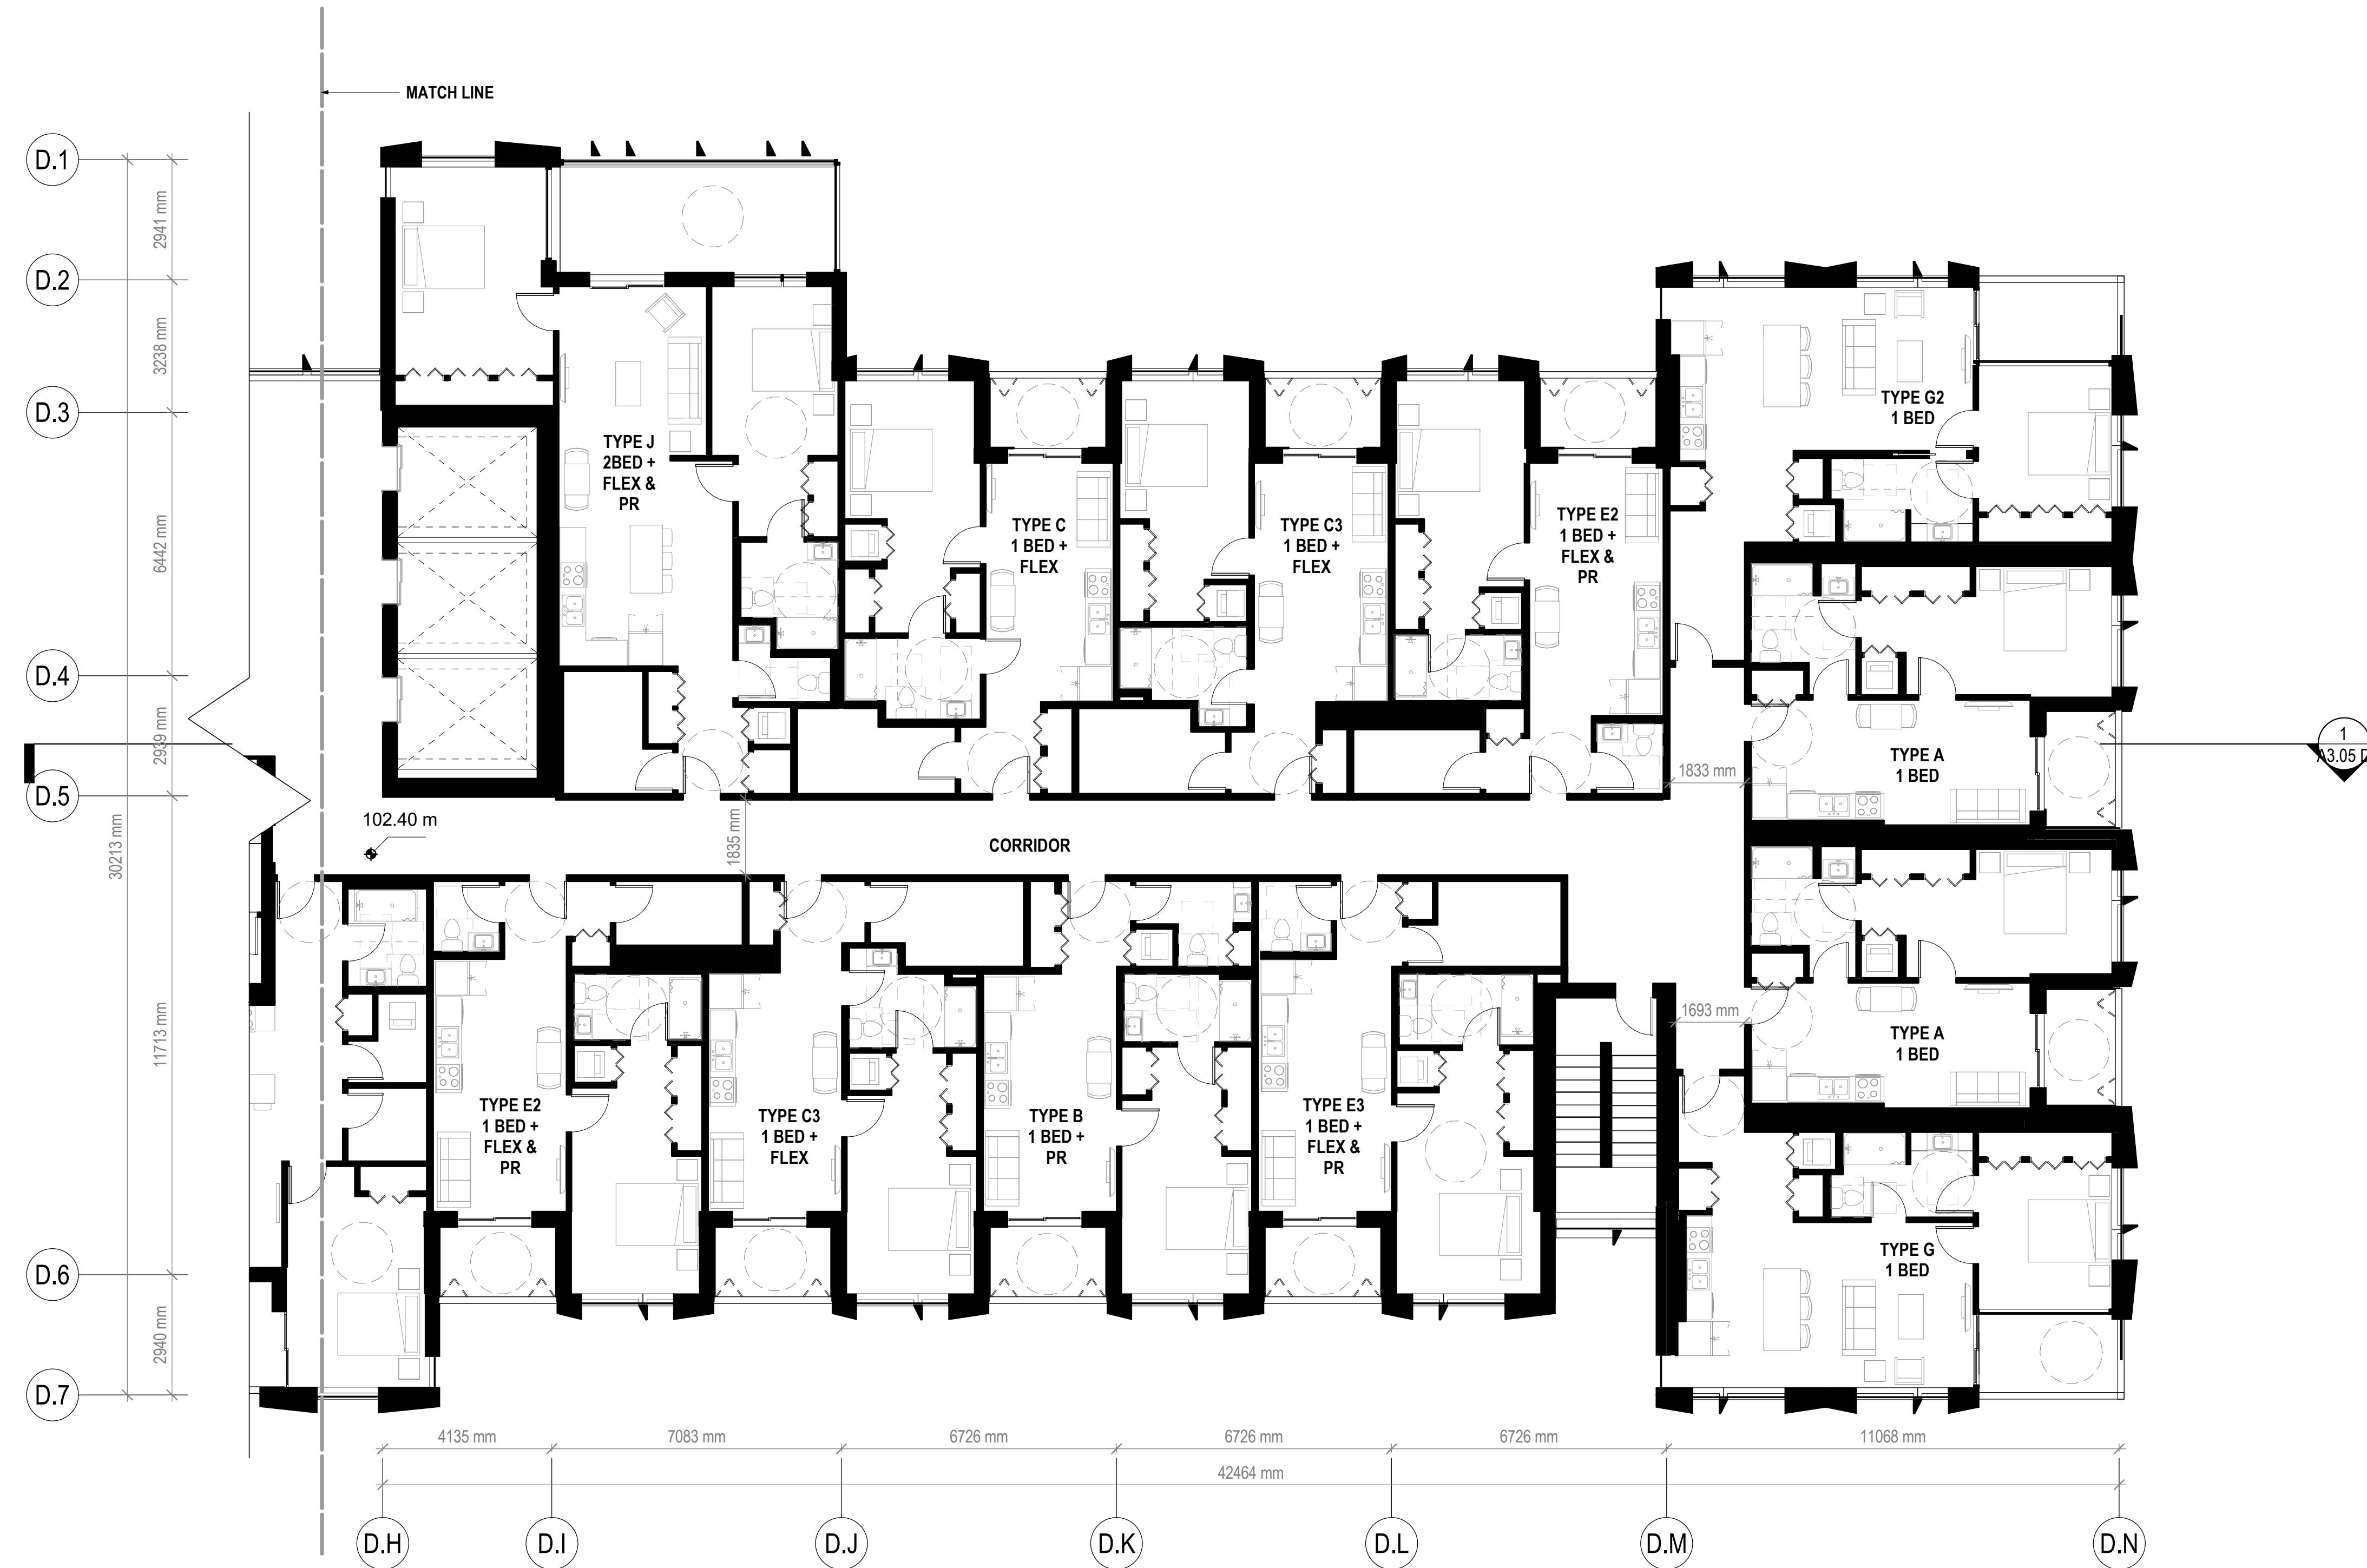 MATCH LINE
D.1
D.2
D.3
D.4
D.5
D.6
D.7
2941 mm
3238 mm
6442 mm
2939 mm
11713 mm
2940 mm
30213 mm
TYPE J
2BED +
FLEX &
PR
TYPE C
1 BED +
FLEX
TYPE C3
1 BED +
FLEX
TYPE E2
1 BED +
FLEX &
PR
TYPE G2
1 BED
TYPE A
1 BED
1833 mm
1
A3.05 D
102.40 m
1835 mm
CORRIDOR
1693 mm
TYPE A
1 BED
TYPE E2
1 BED +
FLEX &
PR
TYPE C3
1 BED +
FLEX
TYPE B
1 BED +
PR
TYPE E3
1 BED +
FLEX &
PR
TYPE G
1 BED
4135 mm
7083 mm
6726 mm
6726 mm
6726 mm
11068 mm
42464 mm
D.H
D.I
D.J
D.K
D.L
D.M
D.N